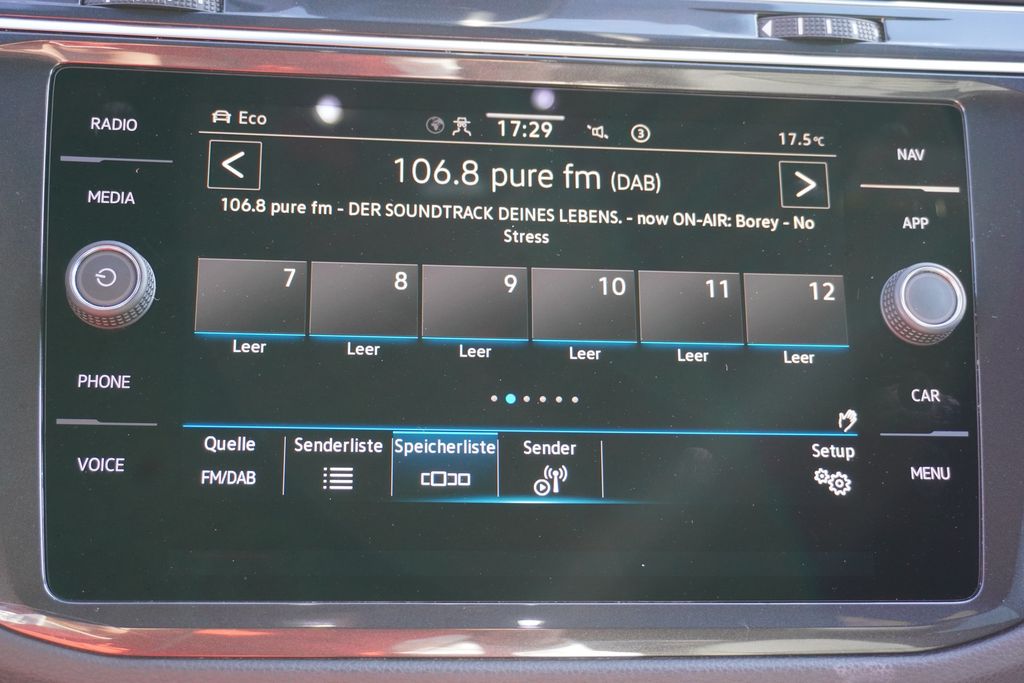 RADIO
MEDIA
PHONE
VOICE
Eco
17:29
3
17.5°C
<
106.8 pure fm (DAB)
>
106.8 pure fm - DER SOUNDTRACK DEINES LEBENS. - now ON-AIR: Borey - No
Stress
7 8 9 10 11 12
Leer Leer Leer Leer Leer Leer
Quelle Senderliste Speicherliste Sender Setup
FM/DAB
NAV
APP
CAR
MENU